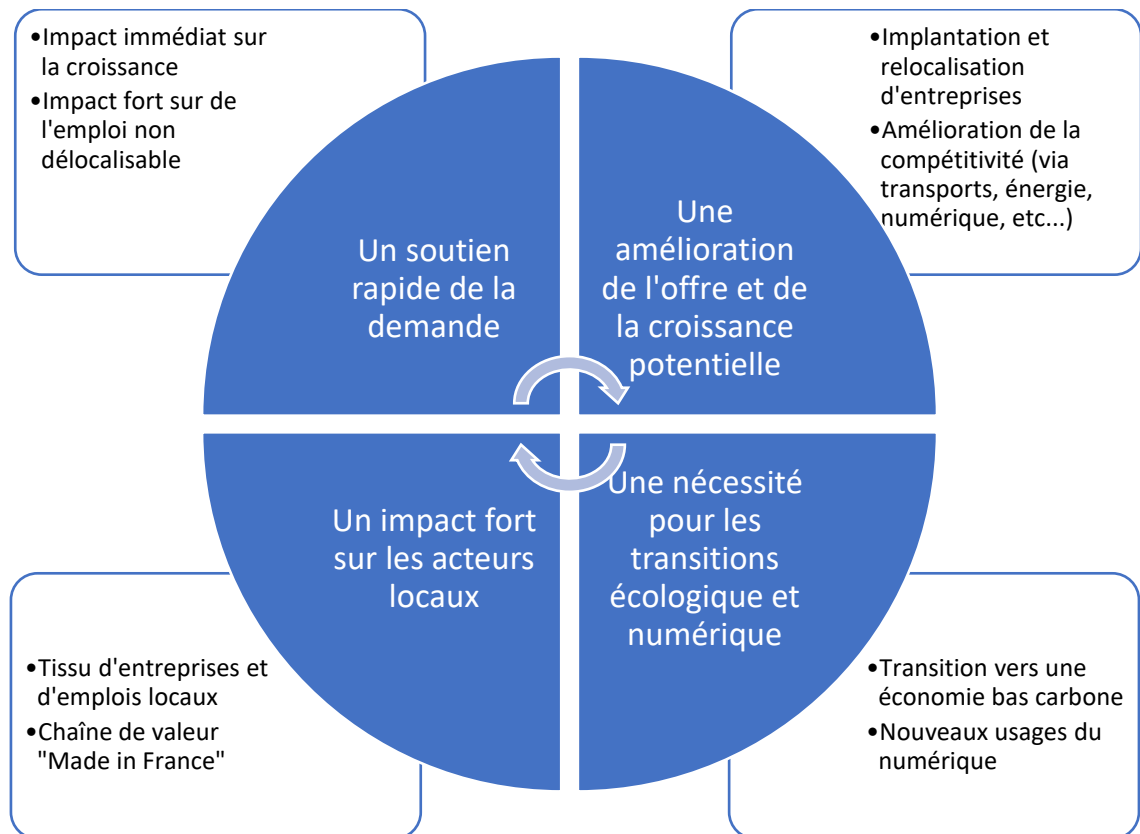 •Impact immédiat sur
la croissance
•Impact fort sur de
l'emploi non
délocalisable
•Implantation et
relocalisation
d'entreprises
•Amélioration de la
compétitivité (via
transports, énergie,
numérique, etc...)
Un soutien
rapide de la
demande
Une
amélioration
de l'offre et de
la croissance
potentielle
Un impact fort
sur les acteurs
locaux
Une nécessité
pour les
transitions
écologique et
numérique
•Tissu d'entreprises et
d'emplois locaux
•Chaîne de valeur
"Made in France"
•Transition vers une
économie bas carbone
•Nouveaux usages du
numérique